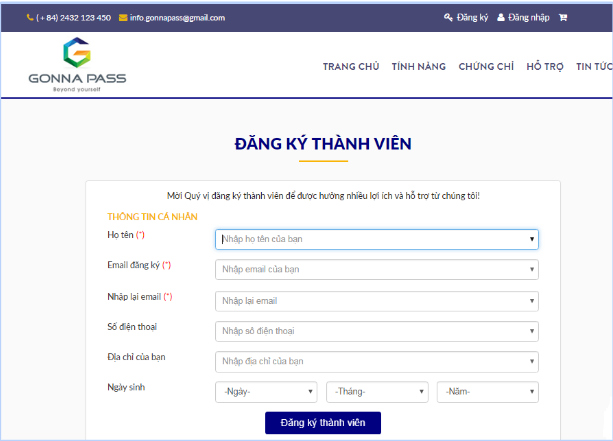 (+ 84) 2432 123 450 info.gonnapass@gmail.com Đăng ký Đăng nhập
GONNA PASS
Beyond yourself
TRANG CHỦ TÍNH NĂNG CHỨNG CHỈ HỖ TRỢ TIN TỨC
ĐĂNG KÝ THÀNH VIÊN
Mời Quý vị đăng ký thành viên để được hưởng nhiều lợi ích và hỗ trợ từ chúng tôi!
THÔNG TIN CÁ NHÂN
Họ tên (*) Nhập họ tên của bạn
Email đăng ký (*) Nhập email của bạn
Nhập lại email (*) Nhập lại email
Số điện thoại Nhập số điện thoại
Địa chỉ của bạn Nhập địa chỉ của bạn
Ngày sinh -Ngày- -Tháng- -Năm-
Đăng ký thành viên